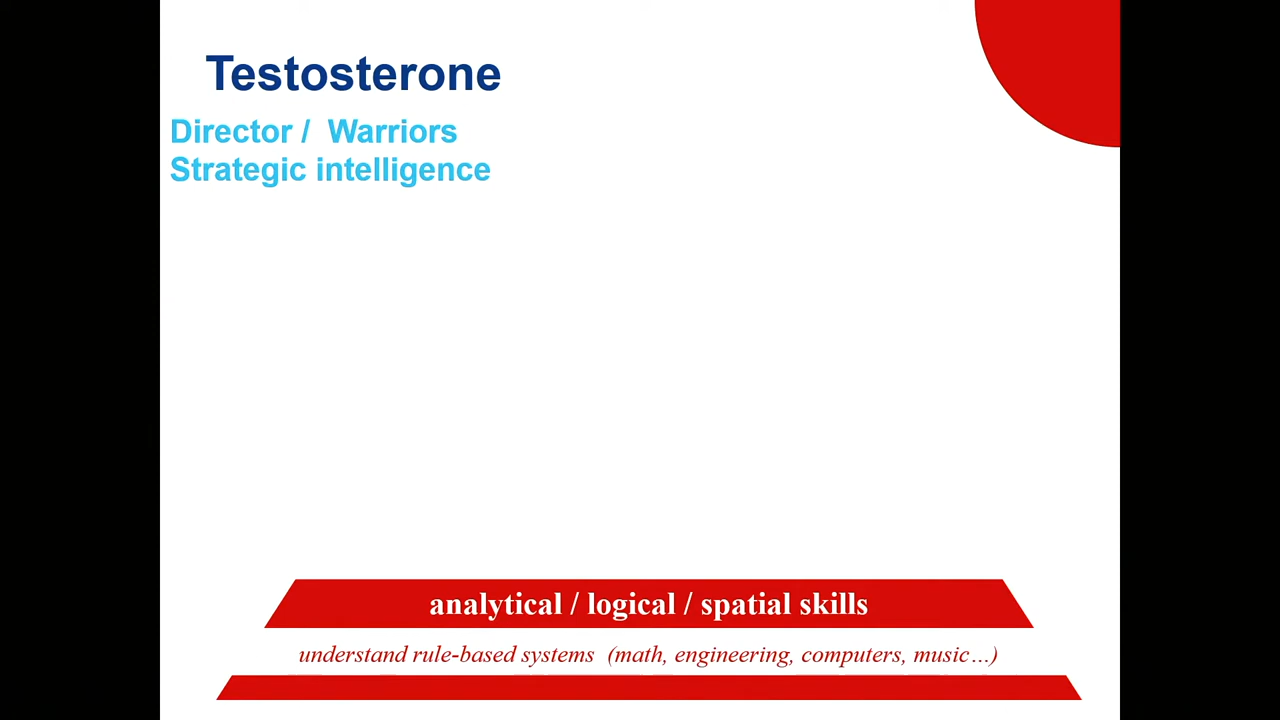 Testosterone
Director / Warriors
Strategic intelligence
analytical / logical / spatial skills
understand rule-based systems (math, engineering, computers, music…)